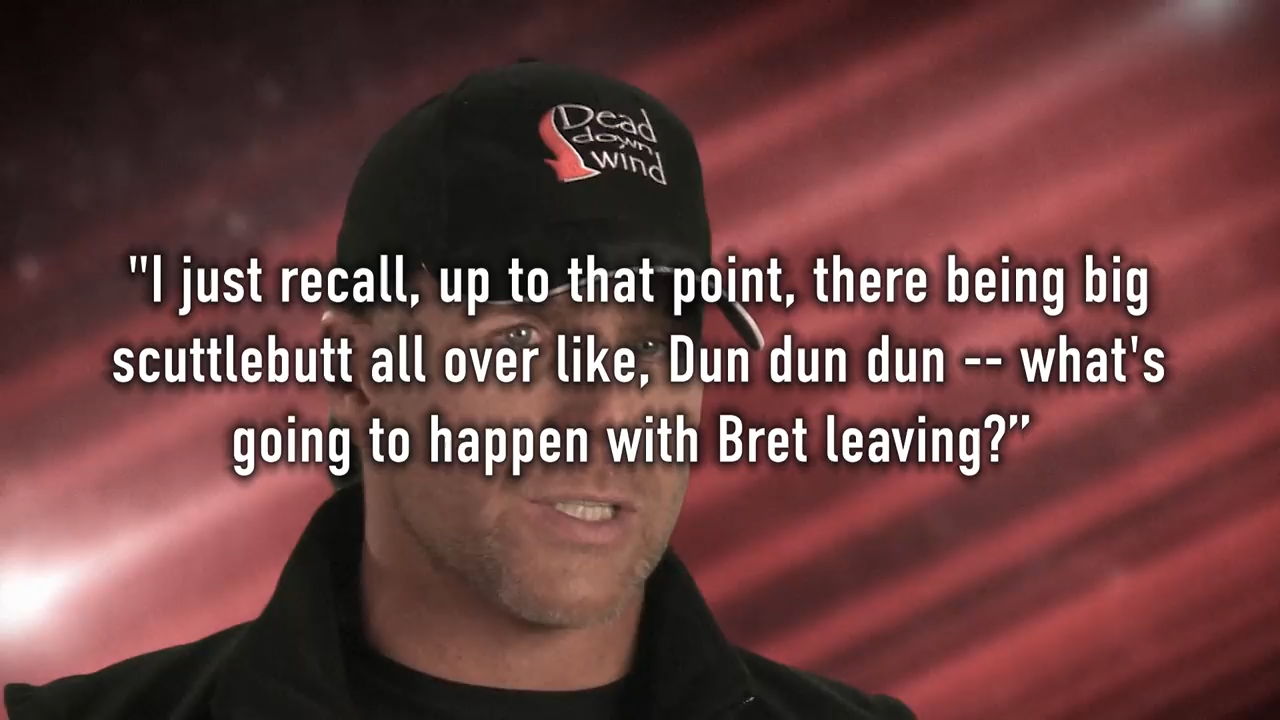 Dead
down
wind
"I just recall, up to that point, there being big
scuttlebutt all over like, Dun dun dun -- what's
going to happen with Bret leaving?”